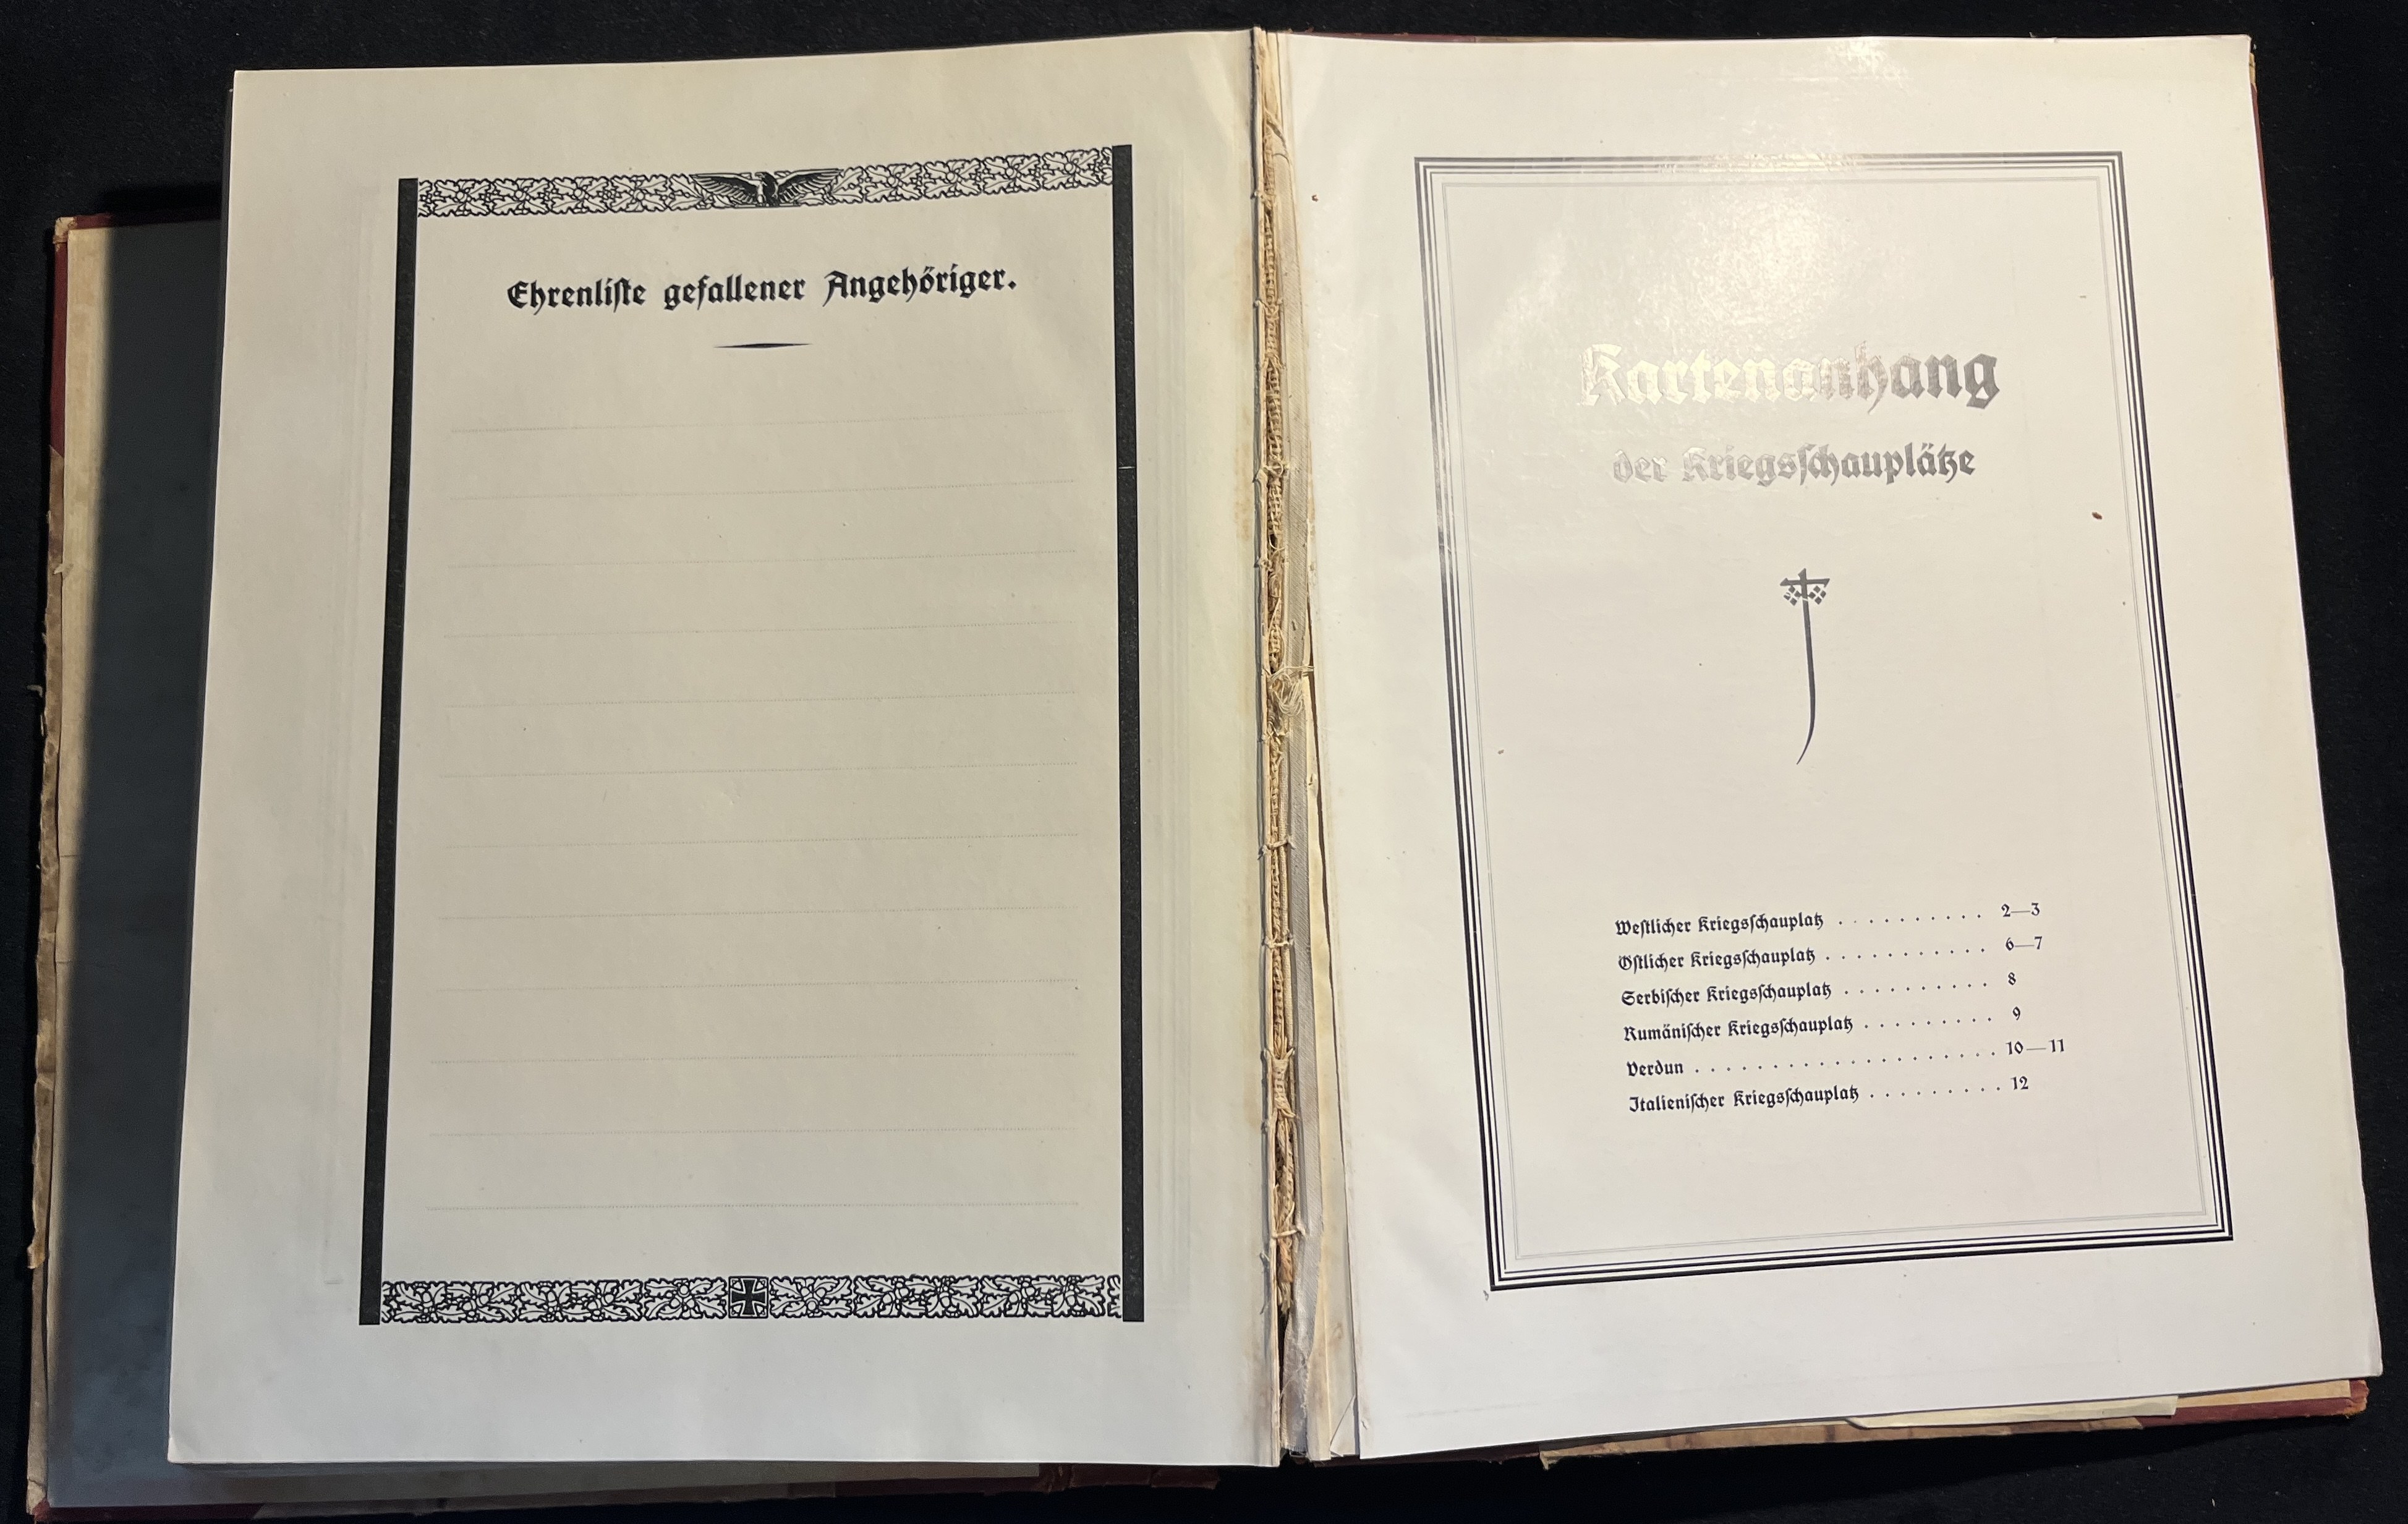 Ehrenliſte gefallener Angehöriger.
Kartenanhang
der Kriegsſchauplätze
Weſtlicher Kriegsſchauplatz . . . . . . . . . . 2—3
Öſtlicher Kriegsſchauplatz . . . . . . . . . . . 6—7
Serbiſcher Kriegsſchauplatz . . . . . . . . . . 8
Rumäniſcher Kriegsſchauplatz . . . . . . . . . 9
Verdun . . . . . . . . . . . . . . . . . . 10—11
Italieniſcher Kriegsſchauplatz . . . . . . . . . 12